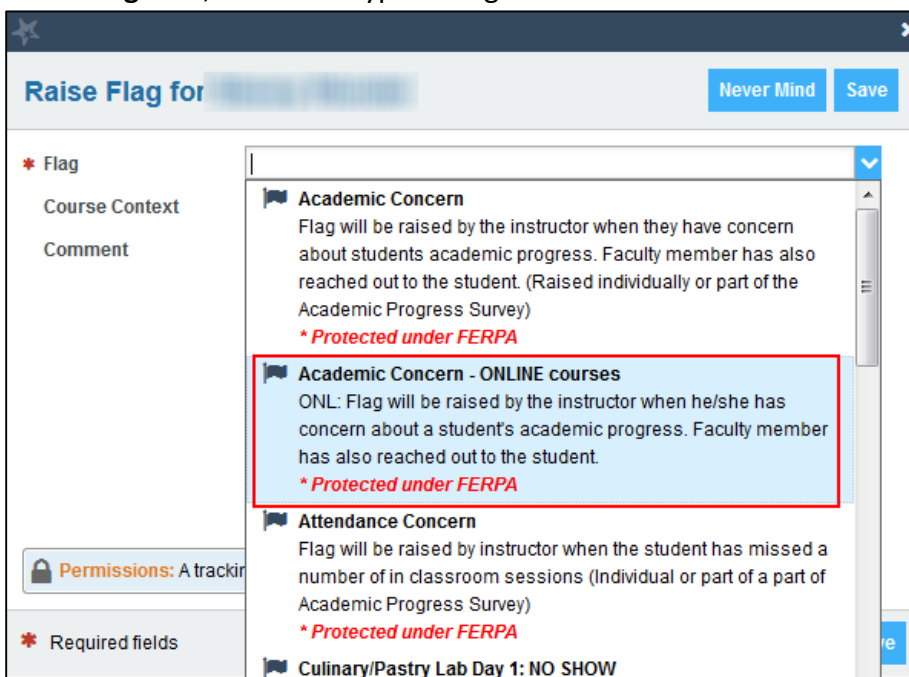 Raise Flag for
Never Mind
Save
* Flag
Course Context
Comment
Academic Concern
Flag will be raised by the instructor when they have concern
about students academic progress. Faculty member has also
reached out to the student. (Raised individually or part of the
Academic Progress Survey)
* Protected under FERPA
Academic Concern - ONLINE courses
ONL: Flag will be raised by the instructor when he/she has
concern about a student's academic progress. Faculty member
has also reached out to the student.
* Protected under FERPA
Attendance Concern
Flag will be raised by instructor when the student has missed a
number of in classroom sessions (Individual or part of a part of
Academic Progress Survey)
* Protected under FERPA
Culinary/Pastry Lab Day 1: NO SHOW
Permissions: A
* Required fields